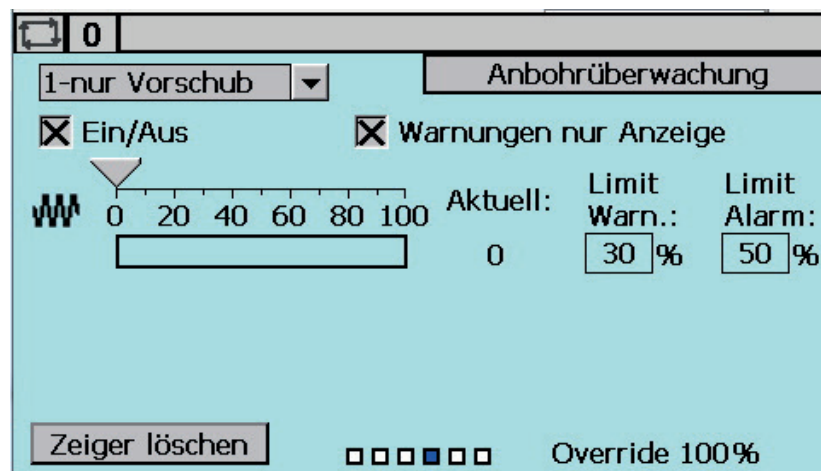 0
1-nur Vorschub
Anbohrüberwachung
Ein/Aus
Warnungen nur Anzeige
0 20 40 60 80 100
Aktuell:
0
Limit
Warn.:
30 %
Limit
Alarm:
50 %
Zeiger löschen
Override 100%